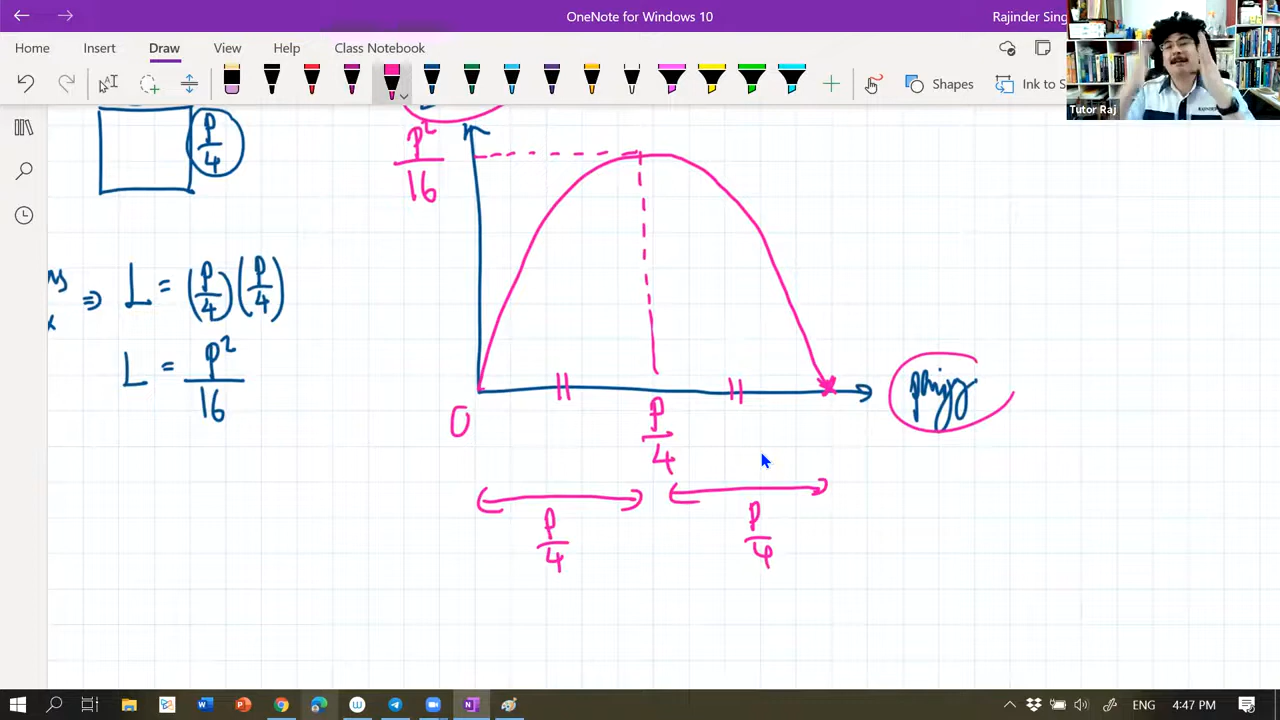 OneNote for Windows 10
Rajinder Sing
Home Insert Draw View Help Class Notebook
Shapes
Ink to S
Tutor Raj
P/4
P²/16
⇒ L = (P/4)(P/4)
L = P²/16
0
P/4
P/4
P/4
ENG 4:47 PM